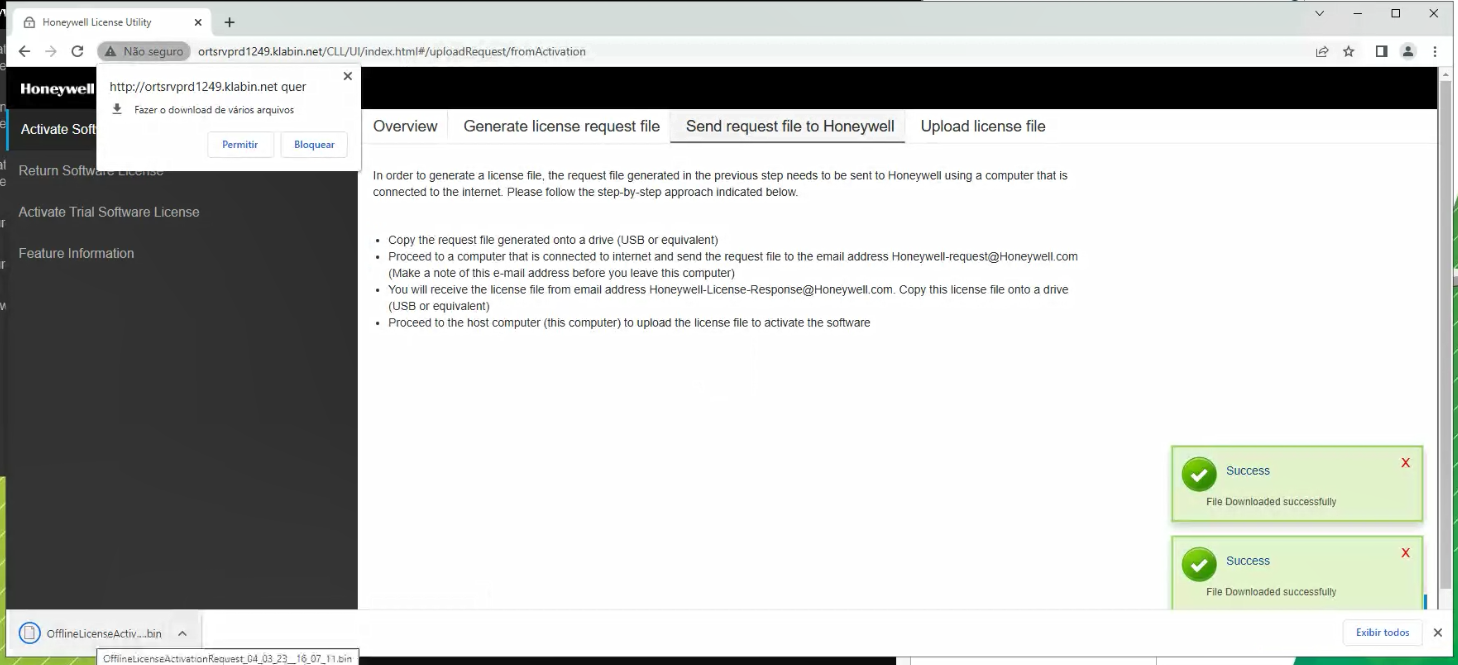 Honeywell License Utility
Não seguro
ortsrvprd1249.klabin.net/CLL/UI/index.html#/uploadRequest/fromActivation
http://ortsrvprd1249.klabin.net quer
Fazer o download de vários arquivos
Permitir
Bloquear
Honeywell
Activate Soft
Return Software License
Activate Trial Software License
Feature Information
Overview
Generate license request file
Send request file to Honeywell
Upload license file
In order to generate a license file, the request file generated in the previous step needs to be sent to Honeywell using a computer that is
connected to the internet. Please follow the step-by-step approach indicated below.
• Copy the request file generated onto a drive (USB or equivalent)
• Proceed to a computer that is connected to internet and send the request file to the email address Honeywell-request@Honeywell.com
(Make a note of this e-mail address before you leave this computer)
• You will receive the license file from email address Honeywell-License-Response@Honeywell.com. Copy this license file onto a drive
(USB or equivalent)
• Proceed to the host computer (this computer) to upload the license file to activate the software
Success
X
File Downloaded successfully
Success
X
File Downloaded successfully
OfflineLicenseActiv....bin
Exibir todos
OfflineLicenseActivationRequest_04_03_23__16_07_11.bin